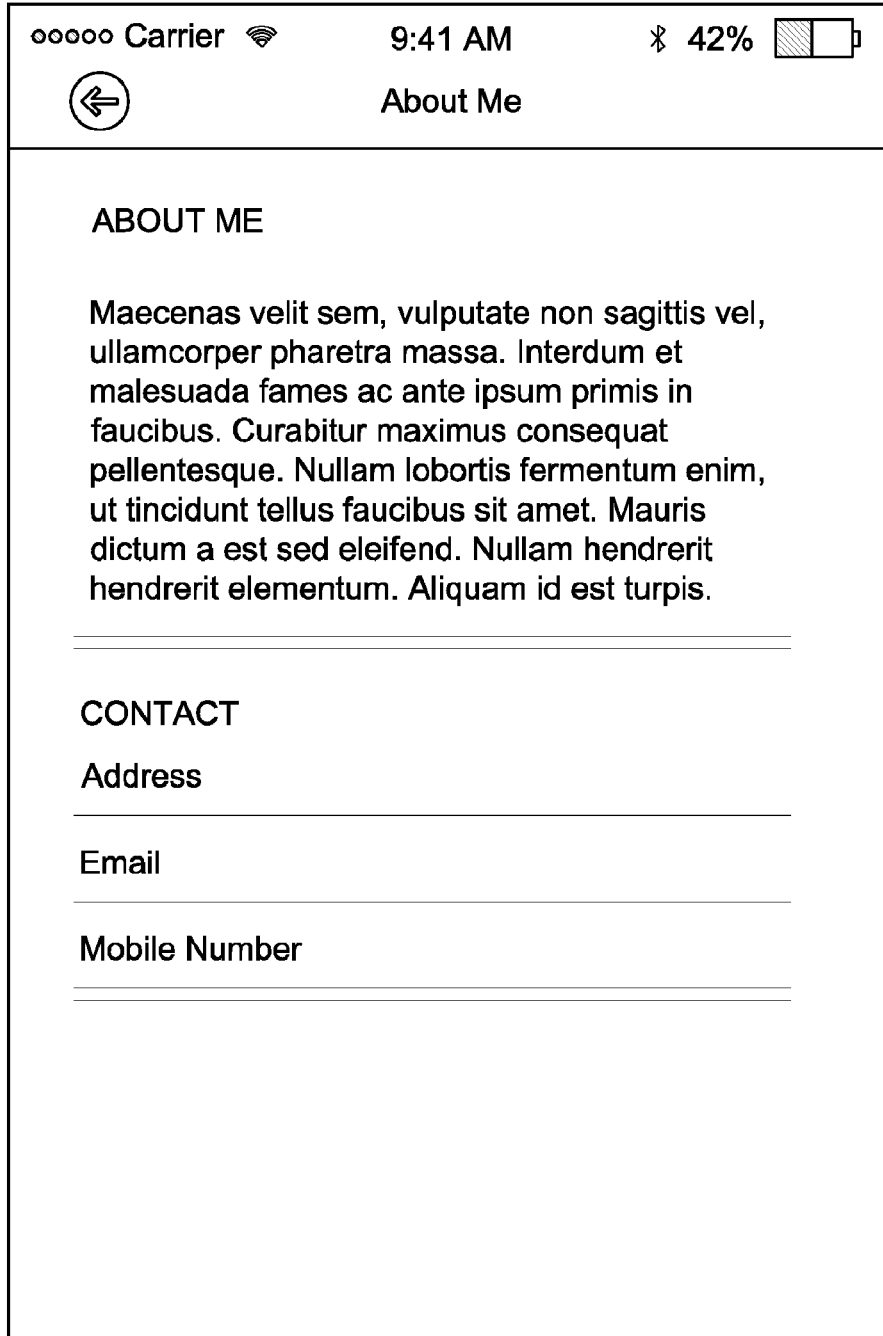 Carrier 9:41 AM 42%
About Me
ABOUT ME
Maecenas velit sem, vulputate non sagittis vel,
ullamcorper pharetra massa. Interdum et
malesuada fames ac ante ipsum primis in
faucibus. Curabitur maximus consequat
pellentesque. Nullam lobortis fermentum enim,
ut tincidunt tellus faucibus sit amet. Mauris
dictum a est sed eleifend. Nullam hendrerit
hendrerit elementum. Aliquam id est turpis.
CONTACT
Address
Email
Mobile Number